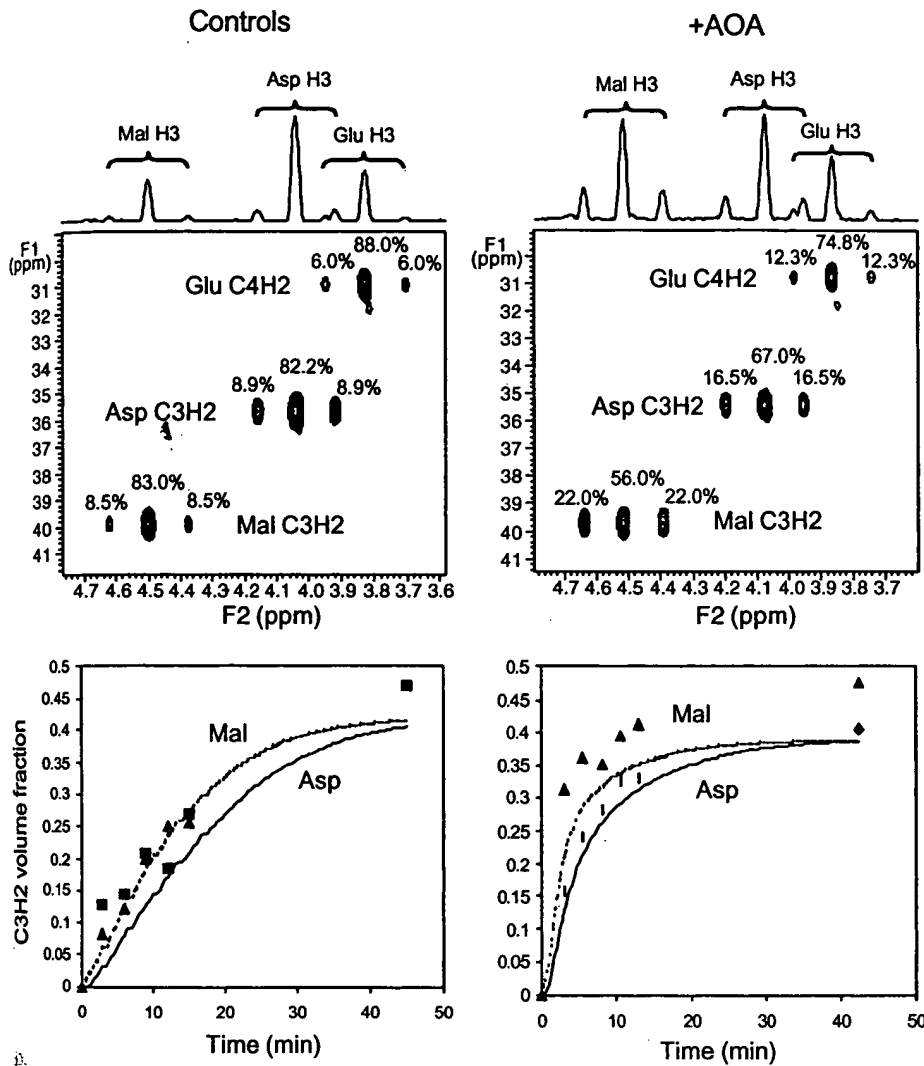 Controls
+AOA
Mal H3
Asp H3
Glu H3
Mal H3
Asp H3
Glu H3
F1
(ppm)
31
32
33
34
35
36
37
38
39
40
41
88.0%
6.0%
6.0%
Glu C4H2
82.2%
8.9%
8.9%
Asp C3H2
83.0%
8.5%
8.5%
Mal C3H2
4.7 4.6 4.5 4.4 4.3 4.2 4.1 4.0 3.9 3.8 3.7 3.6
F2 (ppm)
F1
(ppm)
31
32
33
34
35
36
37
38
39
40
41
74.8%
12.3%
12.3%
Glu C4H2
67.0%
16.5%
16.5%
Asp C3H2
56.0%
22.0%
22.0%
Mal C3H2
4.7 4.6 4.5 4.4 4.3 4.2 4.1 4.0 3.9 3.8 3.7
F2 (ppm)
C3H2 volume fraction
0.5
0.45
0.4
0.35
0.3
0.25
0.2
0.15
0.1
0.05
0
Mal
Asp
0 10 20 30 40 50
Time (min)
0.5
0.45
0.4
0.35
0.3
0.25
0.2
0.15
0.1
0.05
0
Mal
Asp
0 10 20 30 40 50
Time (min)